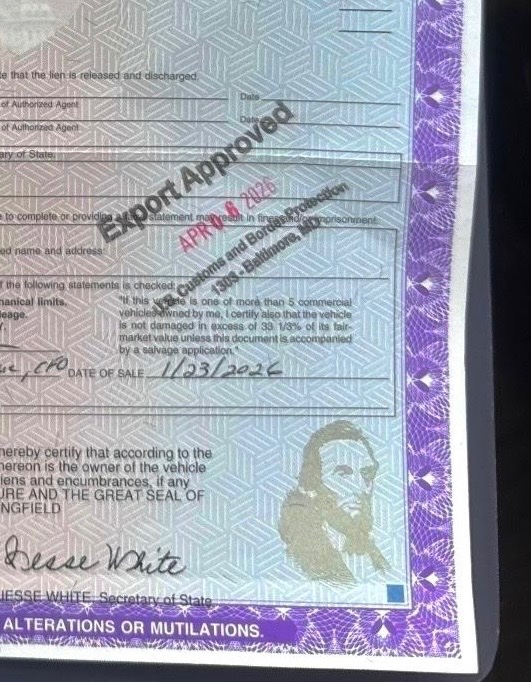 that the lien is released and discharged.
Date
of Authorized Agent
Date
of Authorized Agent
ary of State.
Export Approved
APR 0 8 2026
Customs and Border Protection
1303 - Baltimore, MD
to complete or providing a statement may result in fines and/or imprisonment.
ed name and address:
the following statements is checked:
hanical limits.
leage.
"If this vehicle is one of more than 5 commercial
vehicles owned by me, I certify also that the vehicle
is not damaged in excess of 33 1/3% of its fair-
market value unless this document is accompanied
by a salvage application."
, CFO DATE OF SALE 1/23/2026
hereby certify that according to the
hereon is the owner of the vehicle
liens and encumbrances, if any
URE AND THE GREAT SEAL OF
NGFIELD
Jesse White
JESSE WHITE, Secretary of State
ALTERATIONS OR MUTILATIONS.